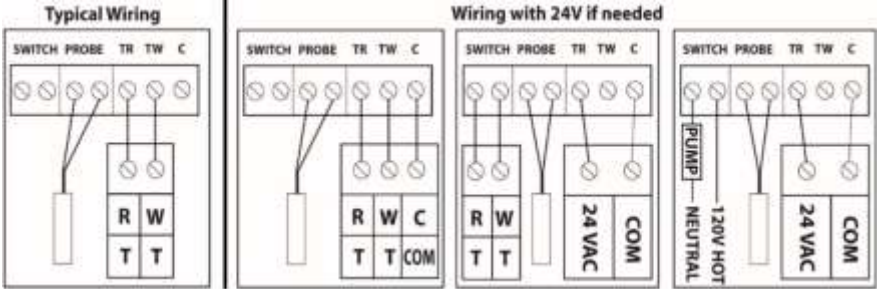 Typical Wiring
SWITCH PROBE TR TW C
R W
T T
Wiring with 24V if needed
SWITCH PROBE TR TW C
R W C
T T COM
SWITCH PROBE TR TW C
R W
T T
24 VAC
COM
SWITCH PROBE TR TW C
PUMP
NEUTRAL
120V HOT
24 VAC
COM